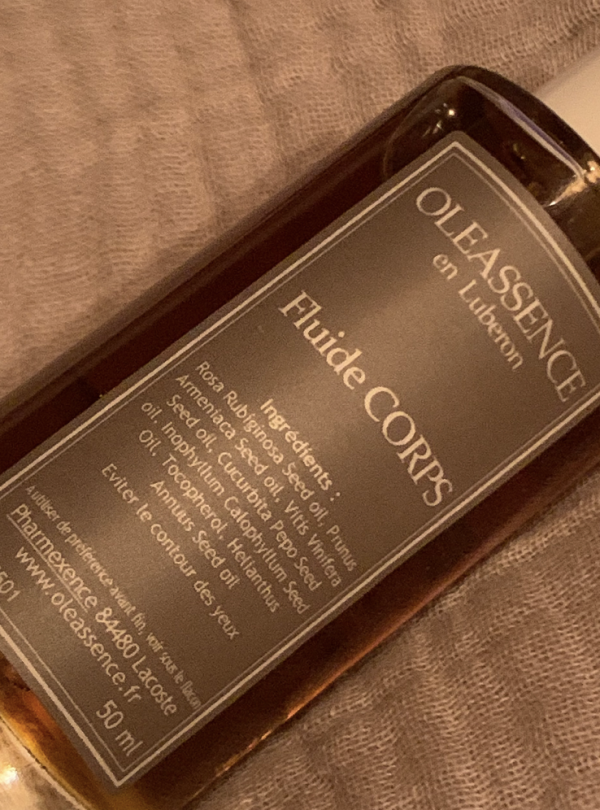 OLEASSENCE
en Luberon
Fluide CORPS
Ingrédients :
Rosa Rubiginosa Seed oil, Prunus
Armeniaca Seed oil, Vitis Vinifera
Seed Oil, Cucurbita Pepo Seed
oil, Inophyllum Calophyllum Seed
Oil, Tocopherol, Helianthus
Annuus Seed oil
Eviter le contour des yeux
A utiliser de préférence avant fin, voir sous le flacon
Pharmexence 84480 Lacoste
www.oleassence.fr
50 ml
501